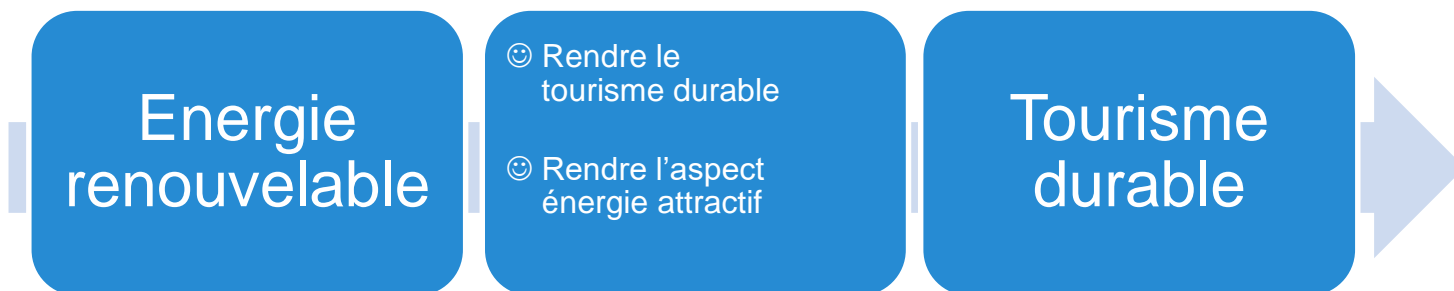 Energie
renouvelable
☺ Rendre le
tourisme durable
☺ Rendre l’aspect
énergie attractif
Tourisme
durable